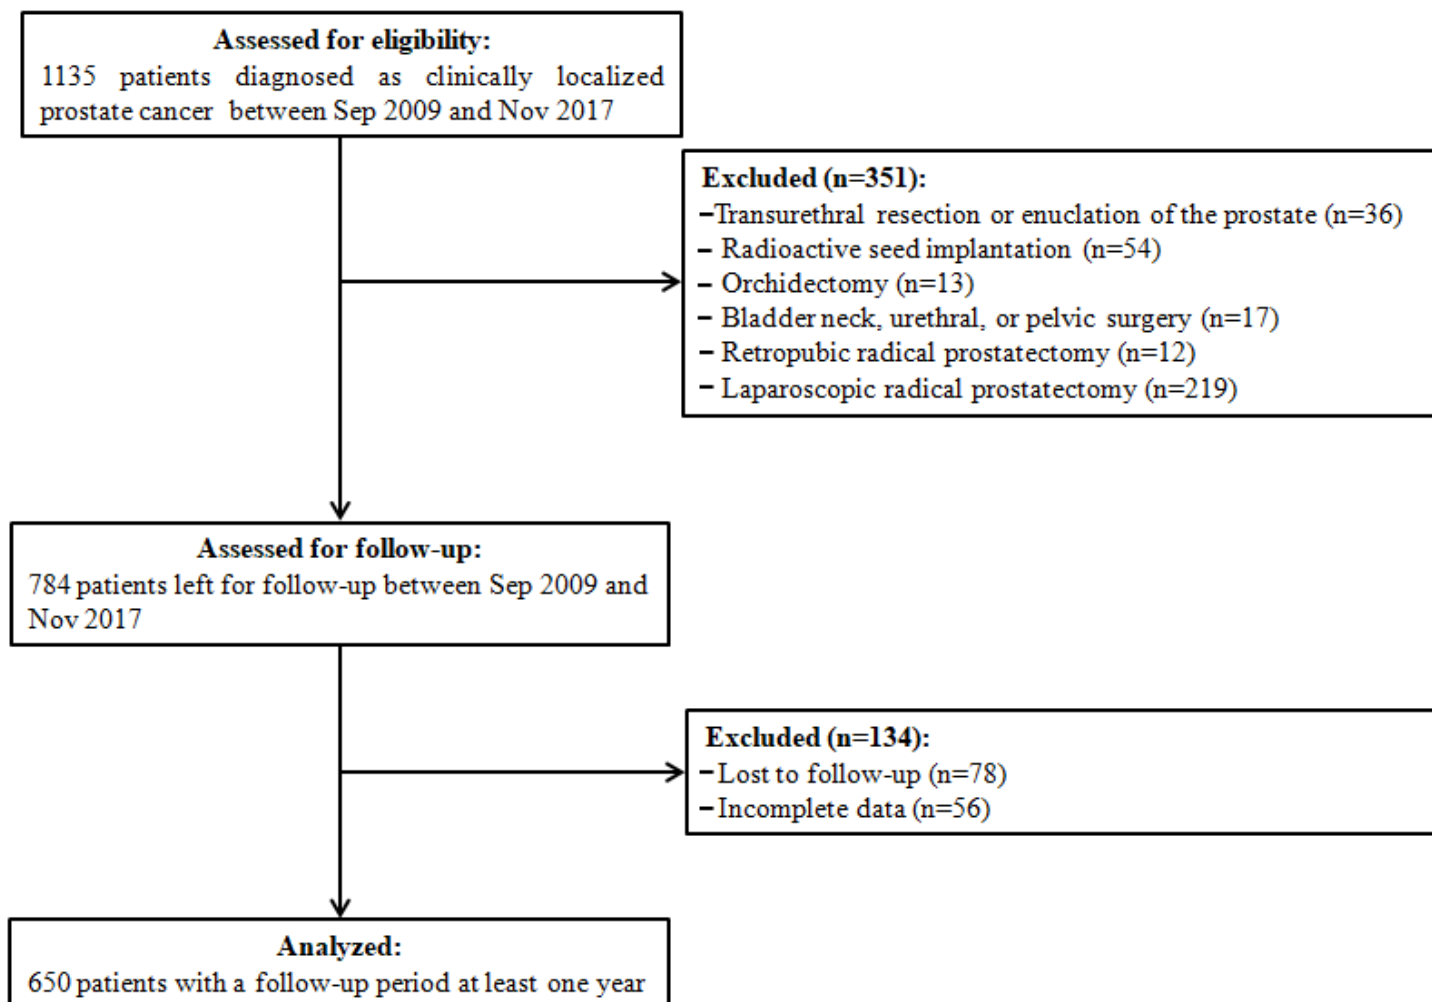 Assessed for eligibility:
1135 patients diagnosed as clinically localized
prostate cancer between Sep 2009 and Nov 2017
Excluded (n=351):
−Transurethral resection or enuclation of the prostate (n=36)
− Radioactive seed implantation (n=54)
− Orchidectomy (n=13)
− Bladder neck, urethral, or pelvic surgery (n=17)
− Retropubic radical prostatectomy (n=12)
− Laparoscopic radical prostatectomy (n=219)
Assessed for follow-up:
784 patients left for follow-up between Sep 2009 and
Nov 2017
Excluded (n=134):
−Lost to follow-up (n=78)
−Incomplete data (n=56)
Analyzed:
650 patients with a follow-up period at least one year